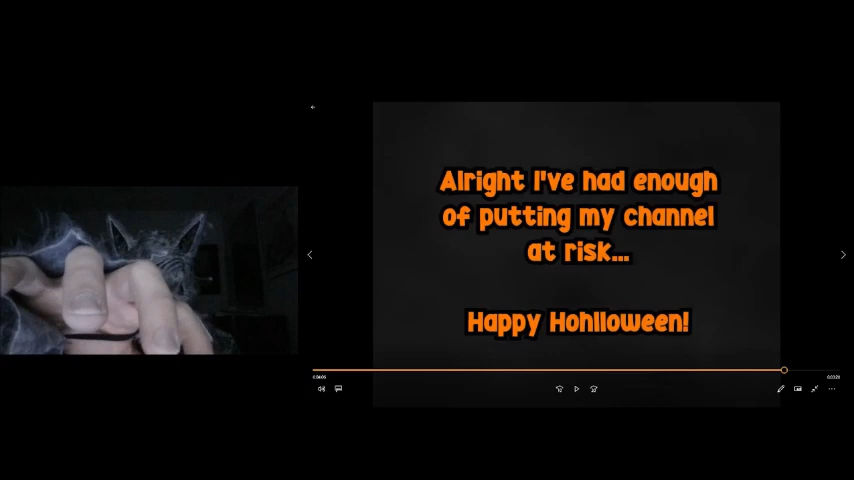 Alright I've had enough
of putting my channel
at risk...
Happy Hohlloween!